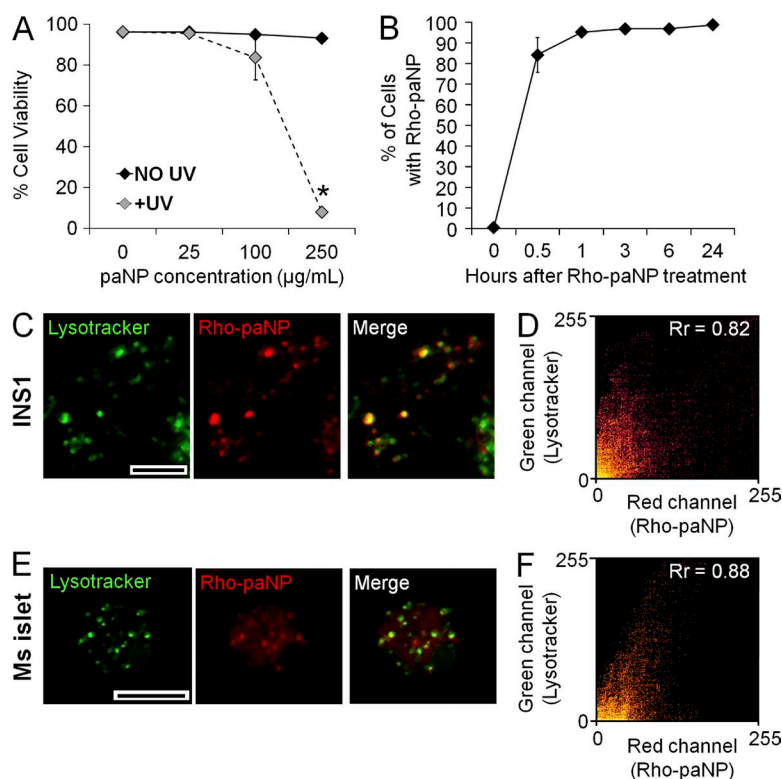 A
100
80
60
40
20
0
% Cell Viability
NO UV
+UV
*
0 25 100 250
paNP concentration (µg/mL)
B
100
90
80
70
60
50
40
30
20
10
0
% of Cells
with Rho-paNP
0 0.5 1 3 6 24
Hours after Rho-paNP treatment
C
INS1
Lysotracker
Rho-paNP
Merge
D
255
Rr = 0.82
Green channel
(Lysotracker)
0
0 255
Red channel
(Rho-paNP)
E
Ms islet
Lysotracker
Rho-paNP
Merge
F
255
Rr = 0.88
Green channel
(Lysotracker)
0
0 255
Red channel
(Rho-paNP)